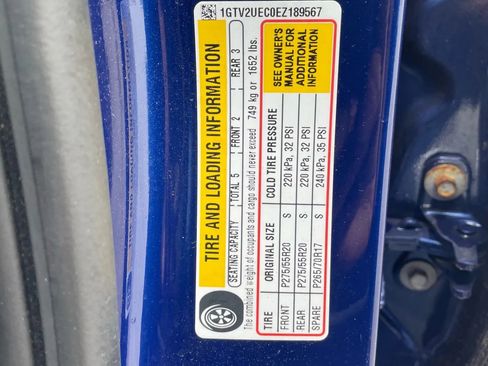 1GTV2UEC0EZ189567
TIRE AND LOADING INFORMATION
SEATING CAPACITY TOTAL 5 FRONT 2 REAR 3
The combined weight of occupants and cargo should never exceed 749 kg or 1652 lbs.
TIRE ORIGINAL SIZE COLD TIRE PRESSURE
FRONT P275/55R20 S 220 kPa, 32 PSI
REAR P275/55R20 S 220 kPa, 32 PSI
SPARE P265/70R17 S 240 kPa, 35 PSI
SEE OWNER'S
MANUAL FOR
ADDITIONAL
INFORMATION